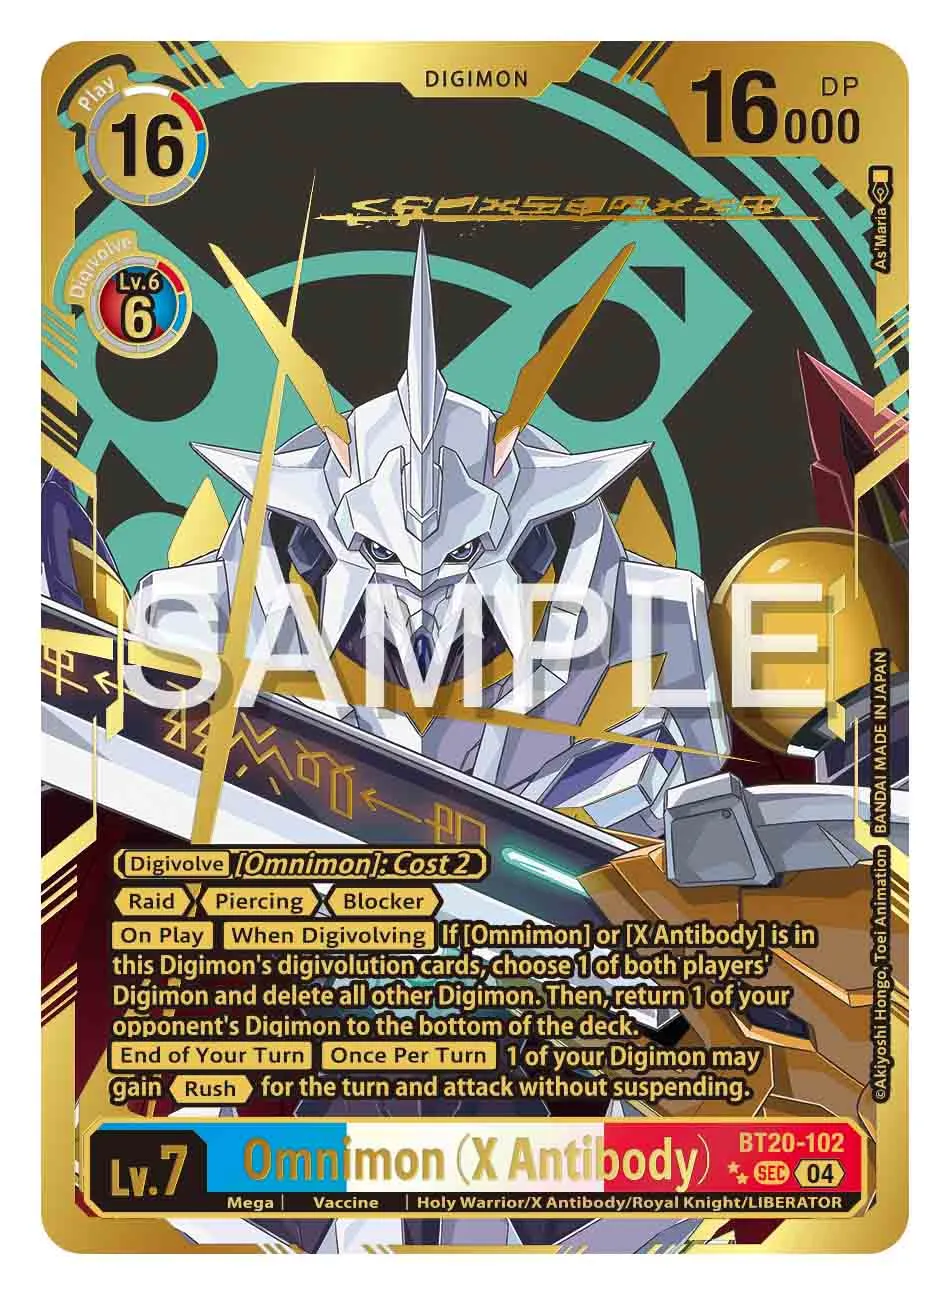 DIGIMON
Play
16
16000
DP
Digivolve
Lv.6
6
As'Maria
SAMPLE
Digivolve [Omnimon]: Cost 2
Raid Piercing Blocker
On Play When Digivolving If [Omnimon] or [X Antibody] is in
this Digimon's digivolution cards, choose 1 of both players'
Digimon and delete all other Digimon. Then, return 1 of your
opponent's Digimon to the bottom of the deck.
End of Your Turn Once Per Turn 1 of your Digimon may
gain Rush for the turn and attack without suspending.
©Akiyoshi Hongo, Toei Animation BANDAI MADE IN JAPAN
Lv.7
Omnimon (X Antibody)
BT20-102
SEC 04
Mega | Vaccine | Holy Warrior/X Antibody/Royal Knight/LIBERATOR